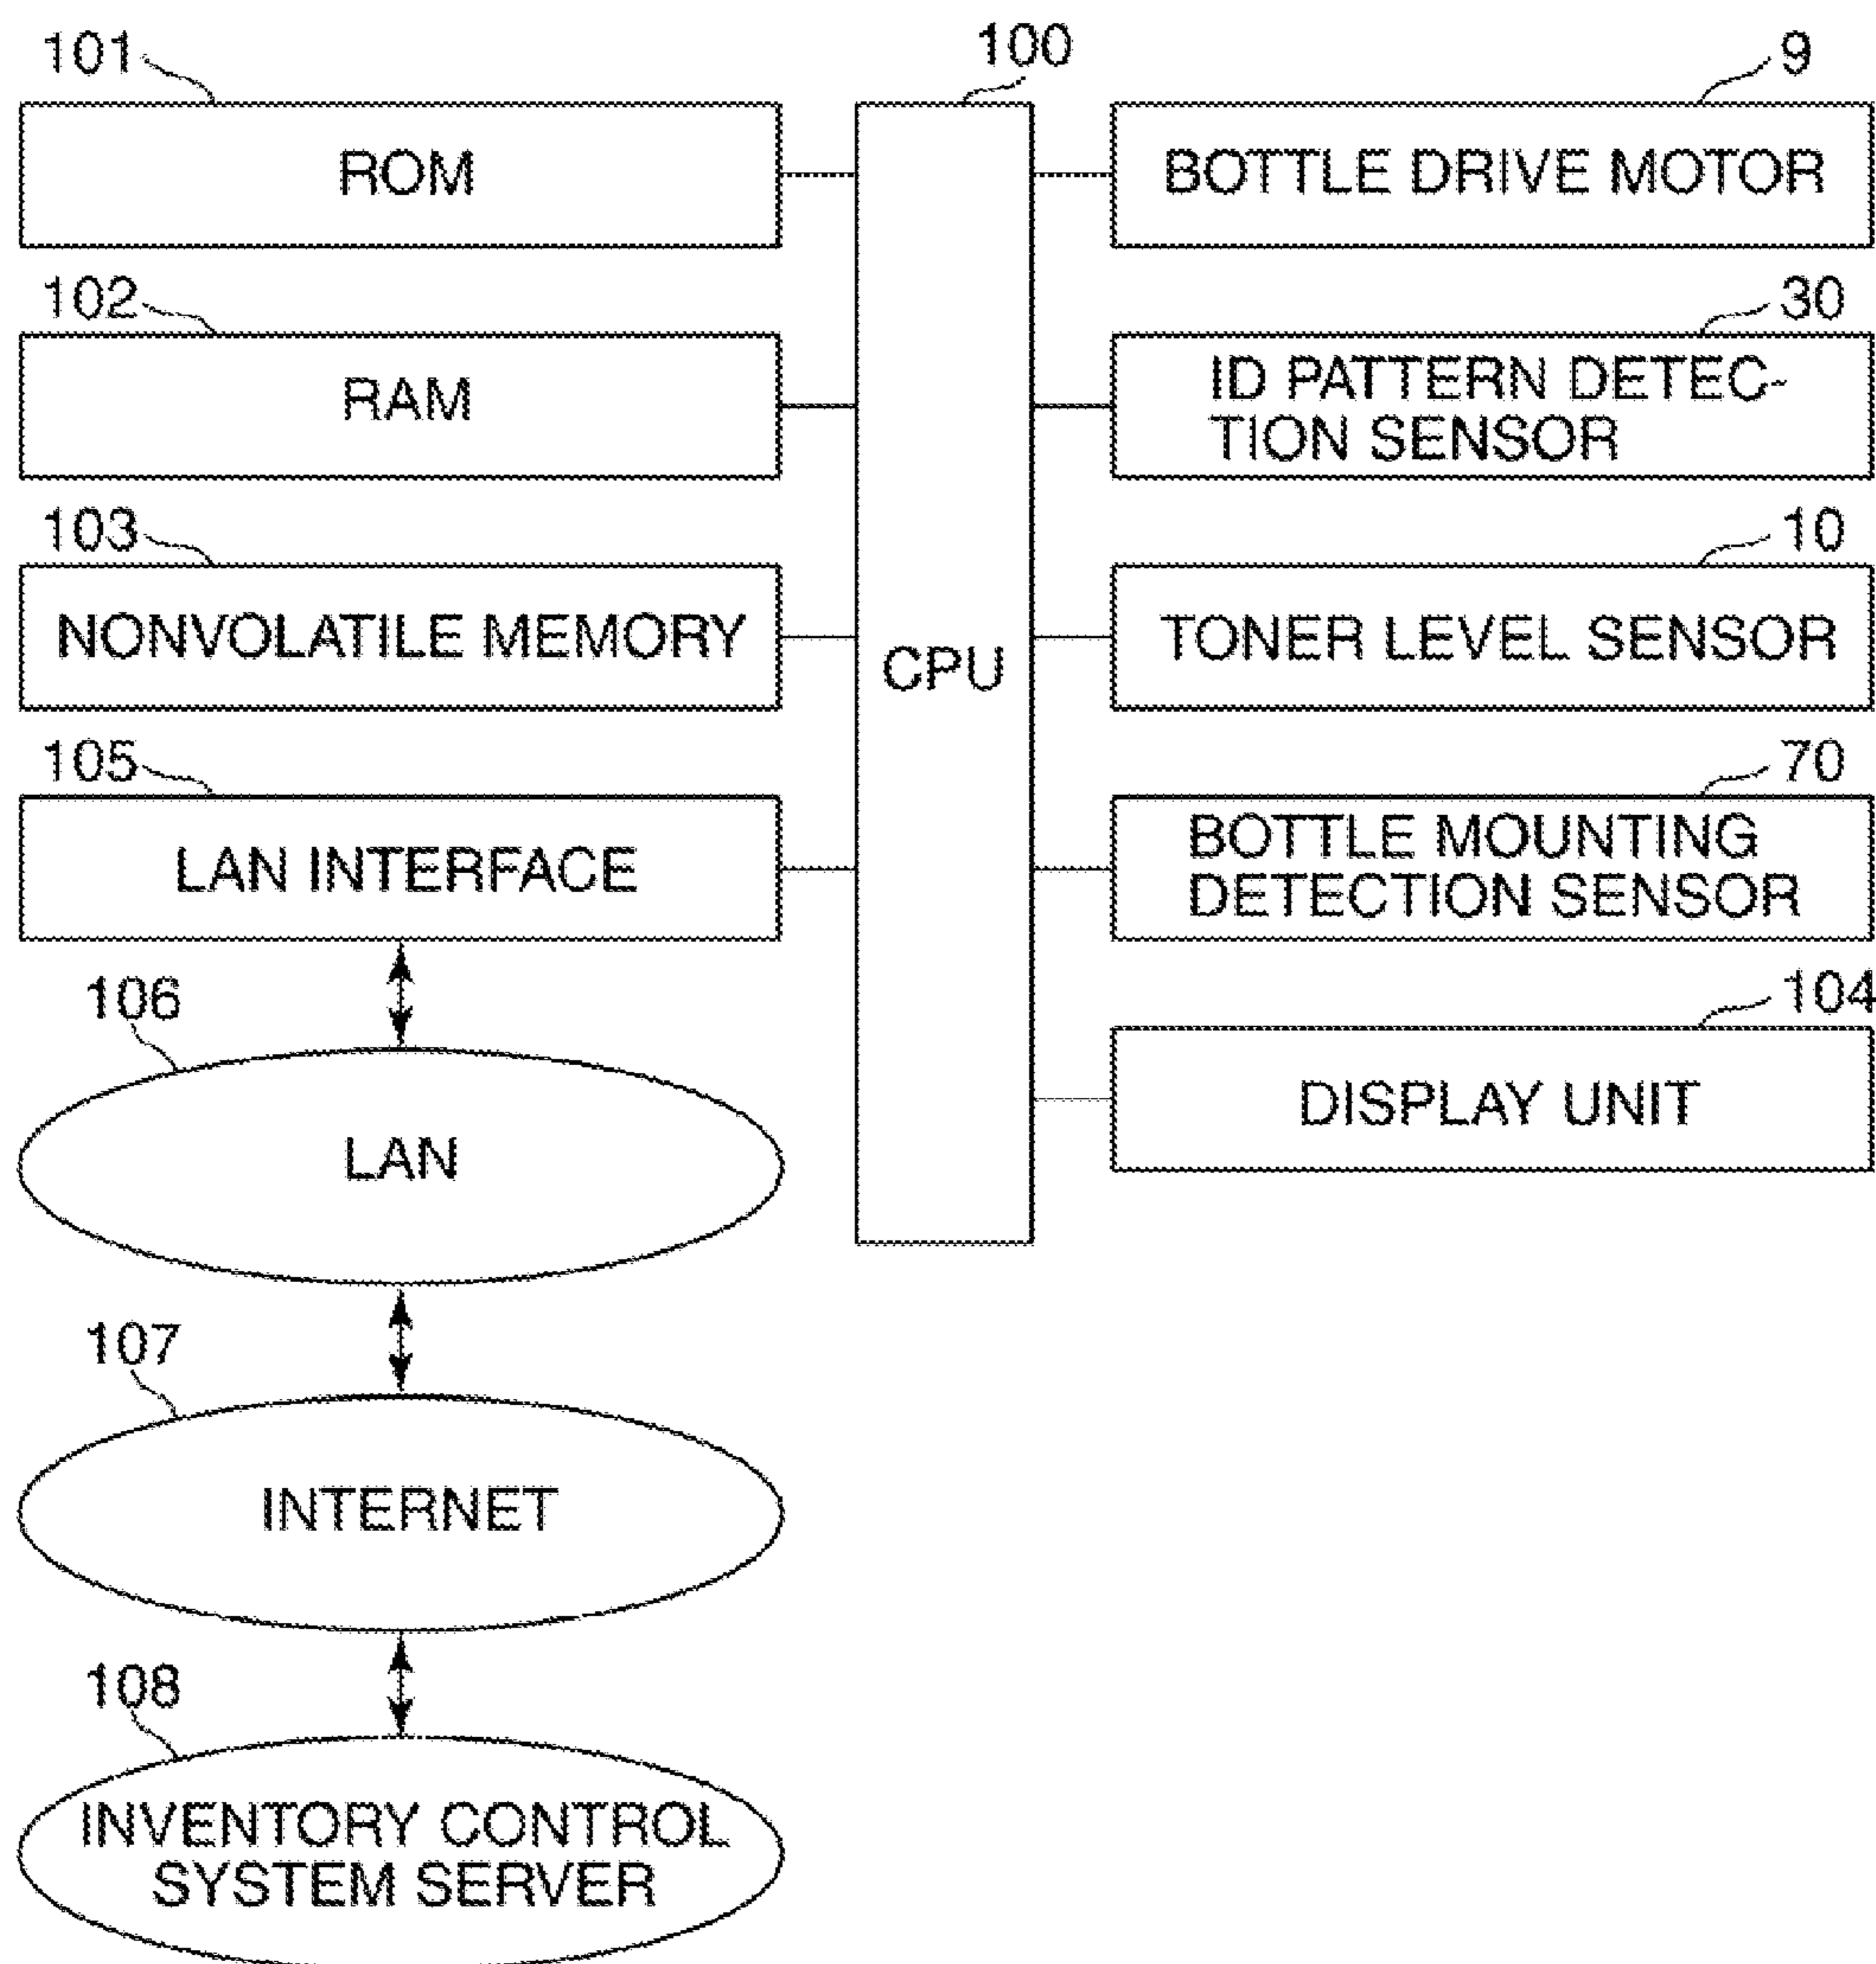 101
100
9
ROM
BOTTLE DRIVE MOTOR
102
30
RAM
ID PATTERN DETEC-
TION SENSOR
103
10
NONVOLATILE MEMORY
CPU
TONER LEVEL SENSOR
105
70
LAN INTERFACE
BOTTLE MOUNTING
DETECTION SENSOR
106
104
LAN
DISPLAY UNIT
107
INTERNET
108
INVENTORY CONTROL
SYSTEM SERVER